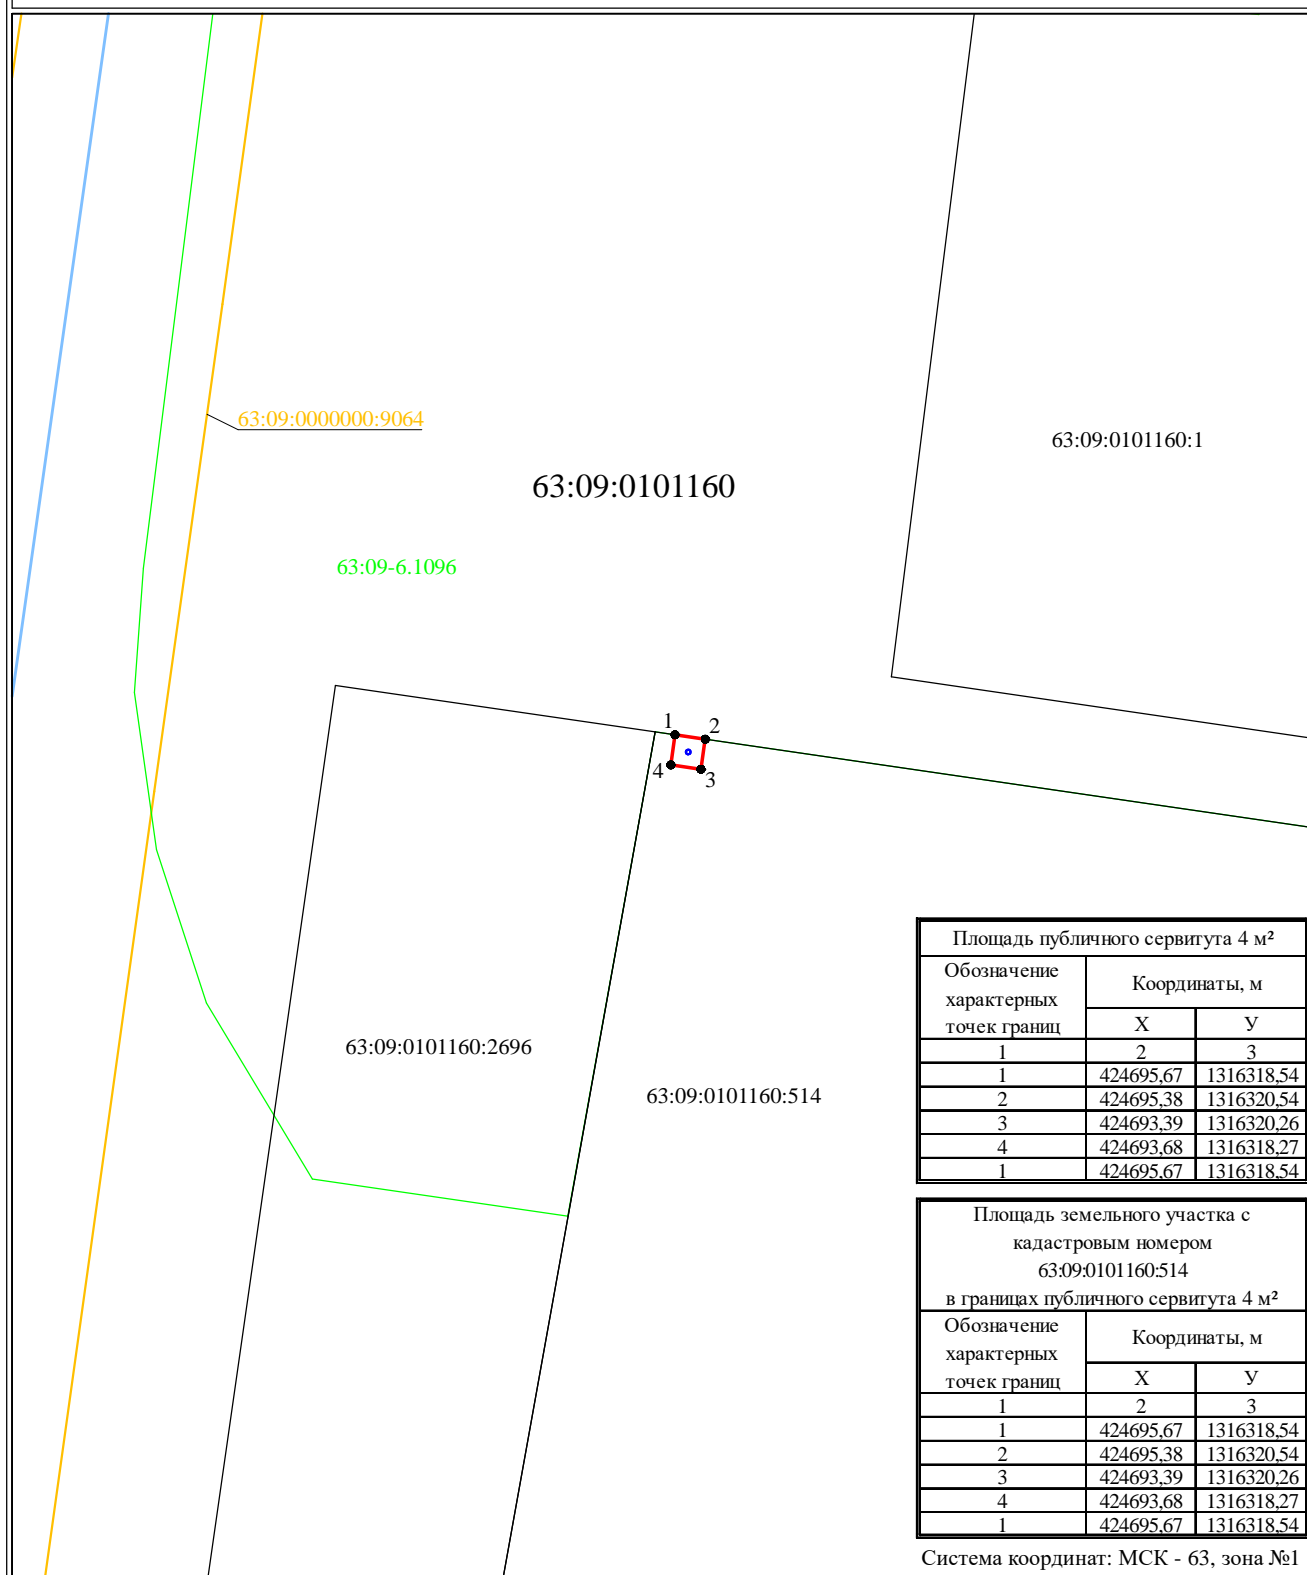 63:09:0000000:9064
63:09:0101160:1
63:09:0101160
63:09-6.1096
1
2
4
3
63:09:0101160:2696
63:09:0101160:514
Площадь публичного сервитута 4 м²
Обозначение
характерных
точек границ
Координаты, м
Х У
1 2 3
1 424695,67 1316318,54
2 424695,38 1316320,54
3 424693,39 1316320,26
4 424693,68 1316318,27
1 424695,67 1316318,54
Площадь земельного участка с
кадастровым номером
63:09:0101160:514
в границах публичного сервитута 4 м²
Обозначение
характерных
точек границ
Координаты, м
Х У
1 2 3
1 424695,67 1316318,54
2 424695,38 1316320,54
3 424693,39 1316320,26
4 424693,68 1316318,27
1 424695,67 1316318,54
Система координат: МСК - 63, зона №1